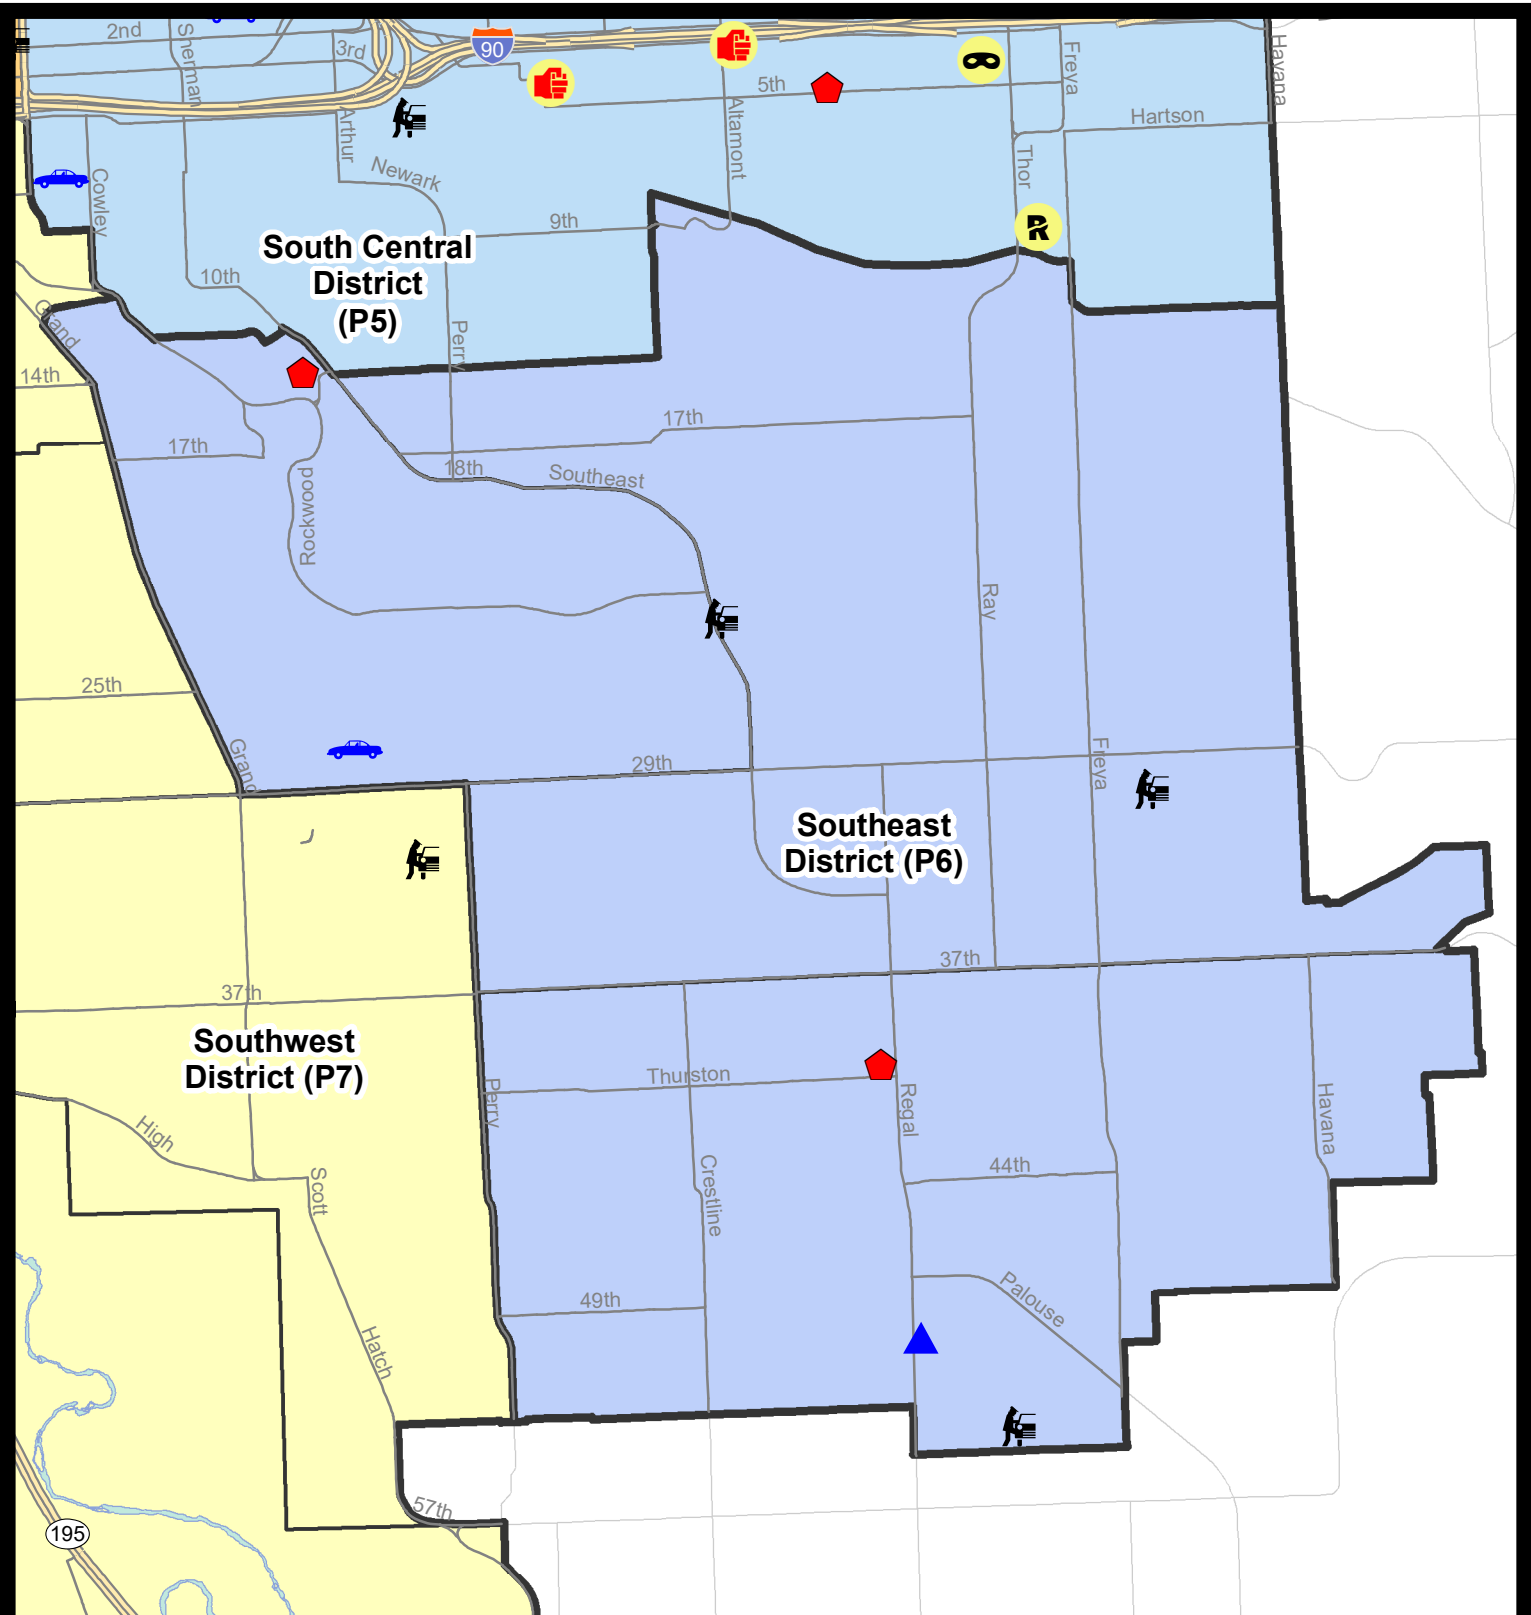 2nd
Sherman
3rd
90
Freya
Havana
5th
Altamont
Arthur
Hartson
Newark
Thor
Cowley
9th
R
South Central
District
(P5)
10th
Grand
Perry
14th
17th
17th
18th
Southeast
Rockwood
Ray
25th
Grand
29th
Freya
Southeast
District (P6)
37th
37th
Southwest
District (P7)
Thurston
Perry
Regal
Havana
High
Crestline
44th
Scott
Palouse
49th
Hatch
57th
195